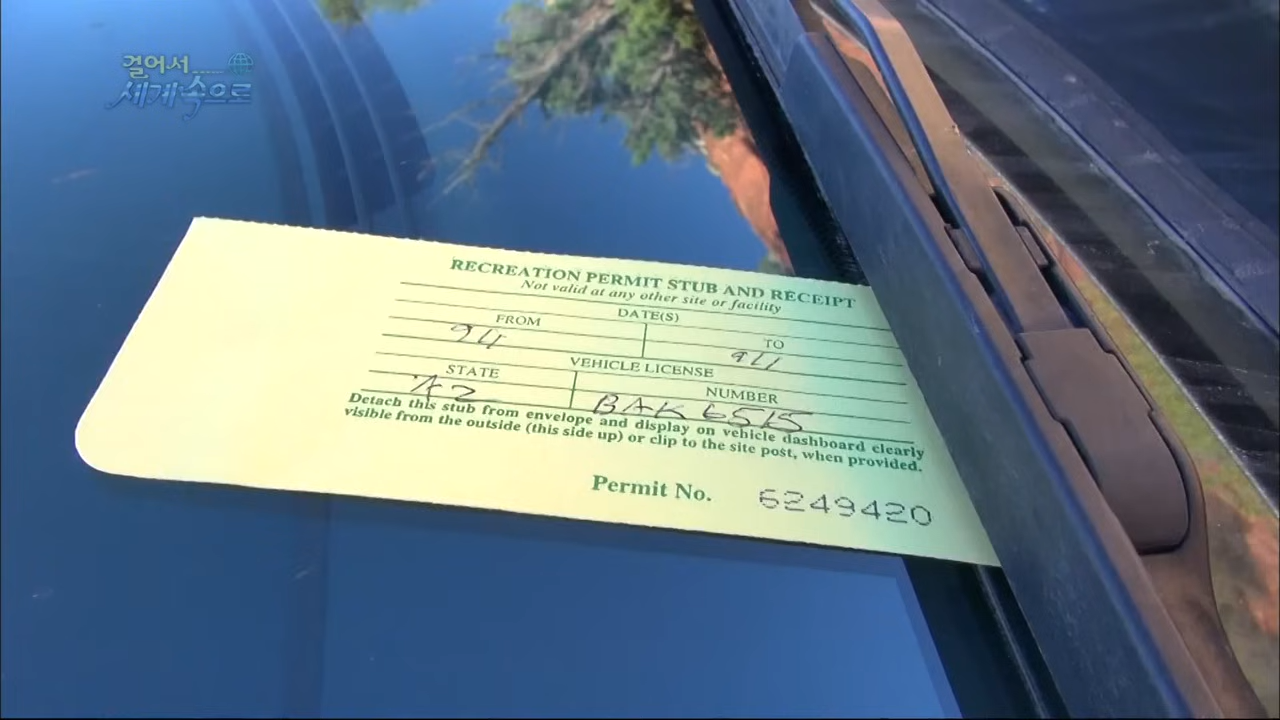 걸어서
세계속으로
RECREATION PERMIT STUB AND RECEIPT
Not valid at any other site or facility
DATE(S)
FROM TO
VEHICLE LICENSE
STATE NUMBER
AZ BAK6515
Detach this stub from envelope and display on vehicle dashboard clearly
visible from the outside (this side up) or clip to the site post, when provided.
Permit No. 6249420